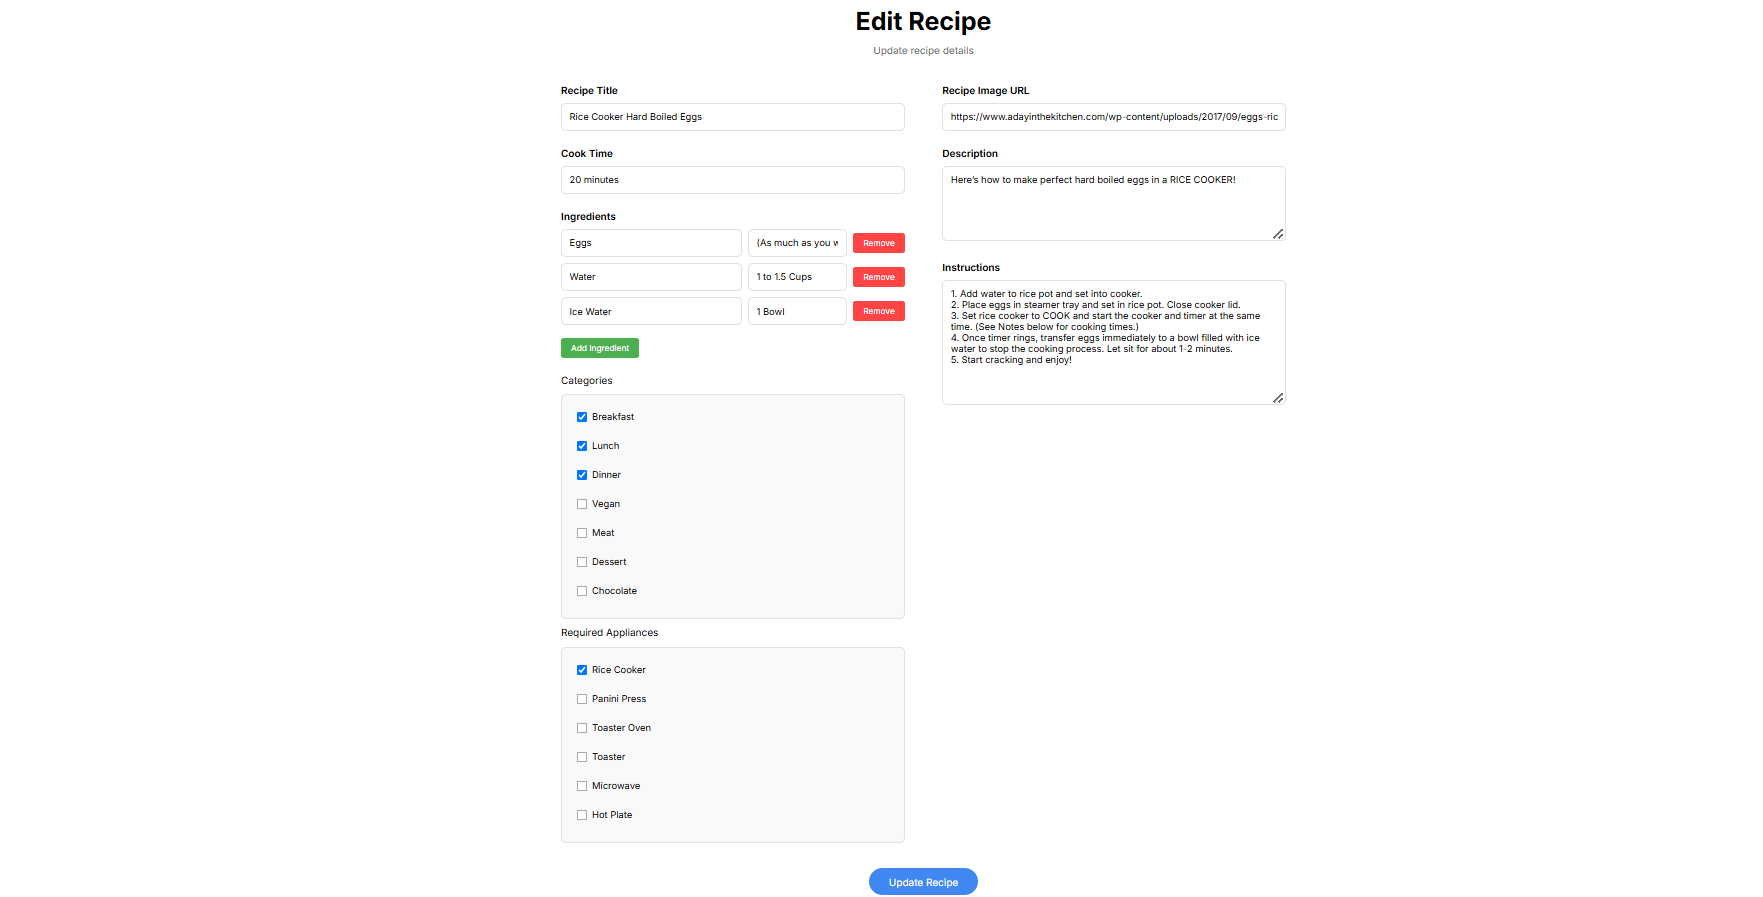 Edit Recipe
Update recipe details
Recipe Title
Rice Cooker Hard Boiled Eggs
Cook Time
20 minutes
Ingredients
Eggs (As much as you w Remove
Water 1 to 1.5 Cups Remove
Ice Water 1 Bowl Remove
Add Ingredient
Categories
Breakfast
Lunch
Dinner
Vegan
Meat
Dessert
Chocolate
Required Appliances
Rice Cooker
Panini Press
Toaster Oven
Toaster
Microwave
Hot Plate
Recipe Image URL
https://www.adayinthekitchen.com/wp-content/uploads/2017/09/eggs-ric
Description
Here's how to make perfect hard boiled eggs in a RICE COOKER!
Instructions
1. Add water to rice pot and set into cooker.
2. Place eggs in steamer tray and set in rice pot. Close cooker lid.
3. Set rice cooker to COOK and start the cooker and timer at the same
time. (See Notes below for cooking times.)
4. Once timer rings, transfer eggs immediately to a bowl filled with ice
water to stop the cooking process. Let sit for about 1-2 minutes.
5. Start cracking and enjoy!
Update Recipe